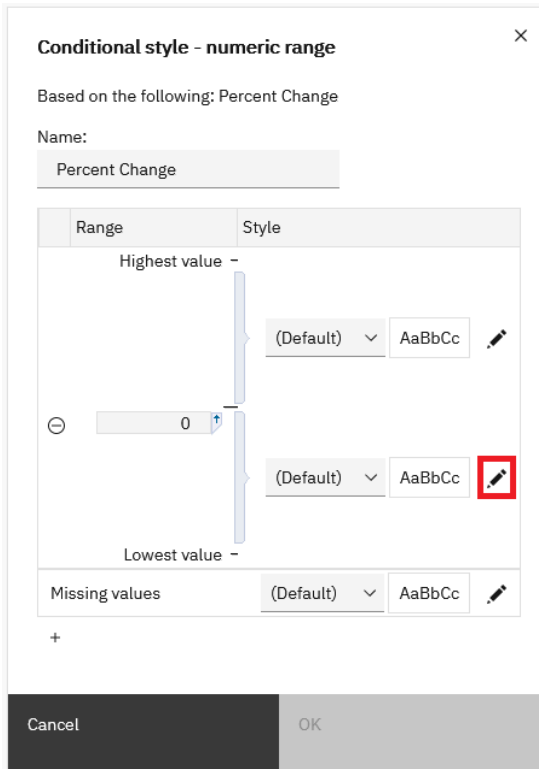 Conditional style - numeric range
Based on the following: Percent Change
Name:
Percent Change
Range Style
Highest value
(Default) AaBbCc
0
(Default) AaBbCc
Lowest value
Missing values (Default) AaBbCc
Cancel OK